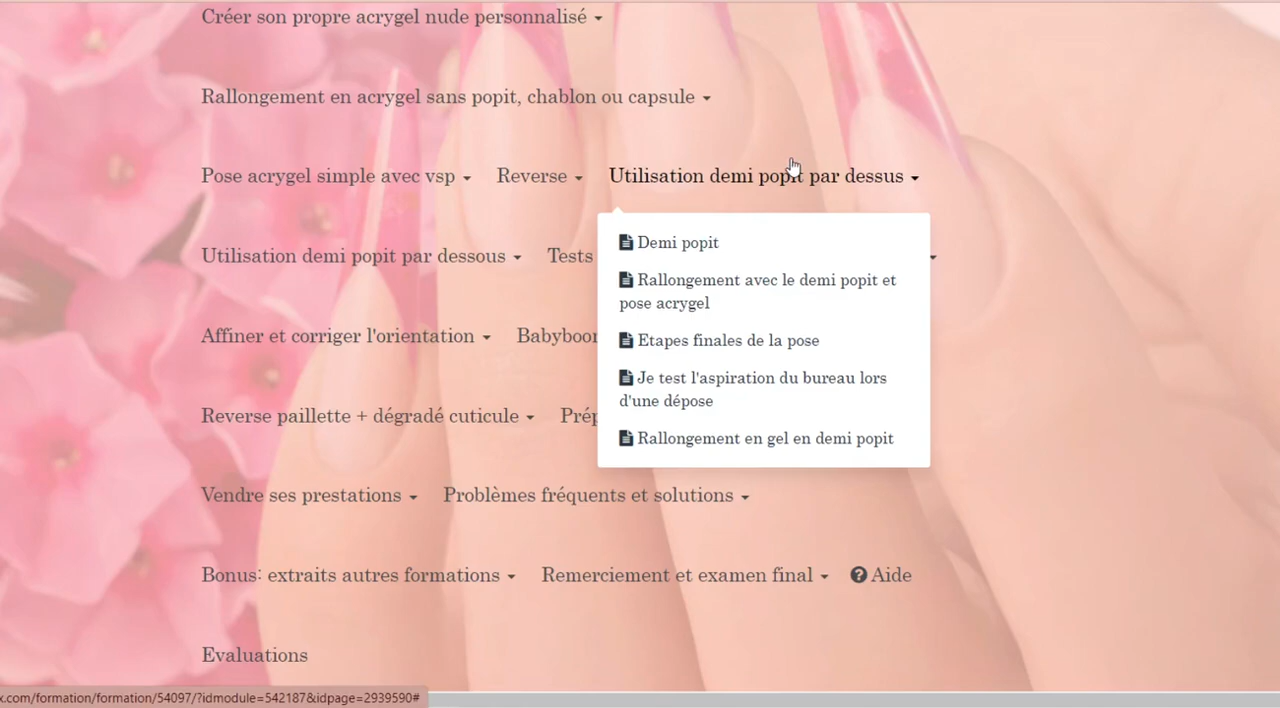 Créer son propre acrygel nude personnalisé
Rallongement en acrygel sans popit, chablon ou capsule
Pose acrygel simple avec vsp Reverse Utilisation demi popit par dessus
Demi popit
Rallongement avec le demi popit et
pose acrygel
Etapes finales de la pose
Je test l'aspiration du bureau lors
d'une dépose
Rallongement en gel en demi popit
Utilisation demi popit par dessous Tests
Affiner et corriger l'orientation
Reverse paillette + dégradé cuticule
Vendre ses prestations Problèmes fréquents et solutions
Bonus: extraits autres formations Remerciement et examen final Aide
Evaluations
x.com/formation/formation/54097/?idmodule=542187&idpage=2939590#